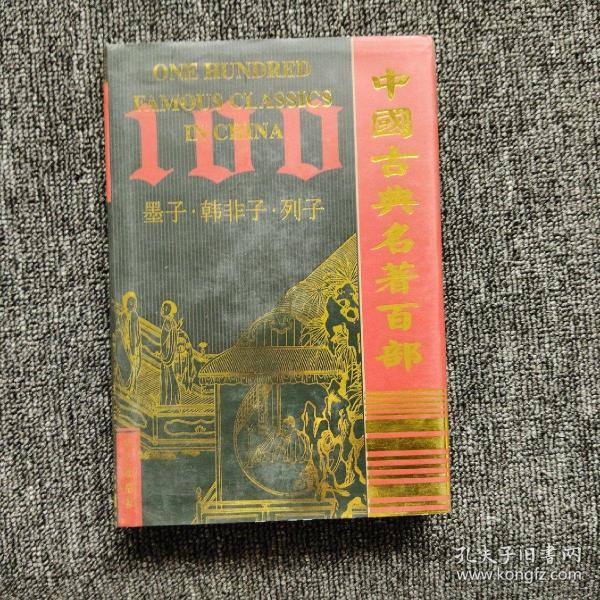 ONE HUNDRED
FAMOUS CLASSICS
IN CHINA
100
墨子·韩非子·列子
中國古典名著百部
孔夫子旧书网
www.kongfz.com